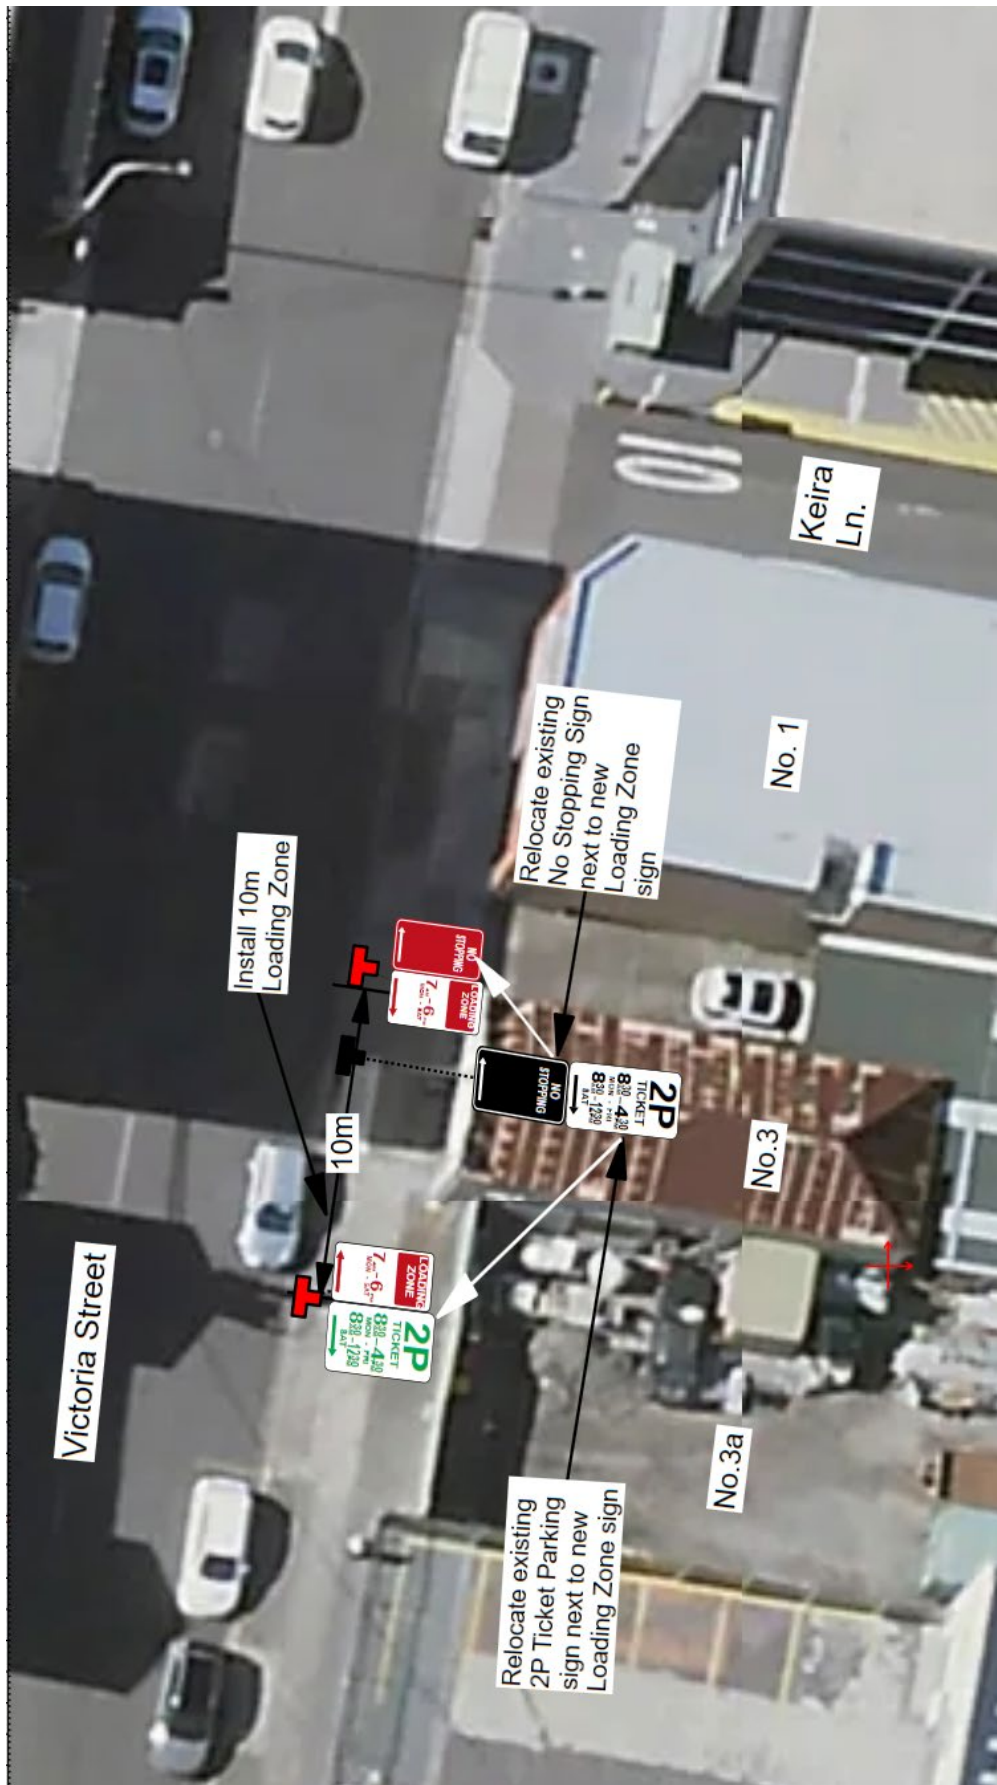 Victoria Street
Install 10m
Loading Zone
10m
LOADING
ZONE
7AM-6PM
MON - SAT
2P
TICKET
830-430
MON - FRI
830-1230
SAT
NO
STOPPING
LOADING
ZONE
7AM-6PM
MON - SAT
NO
STOPPING
2P
TICKET
830-430
MON - FRI
830-1230
SAT
Relocate existing
No Stopping Sign
next to new
Loading Zone
sign
Relocate existing
2P Ticket Parking
sign next to new
Loading Zone sign
No.3a
No.3
No. 1
Keira
Ln.
10